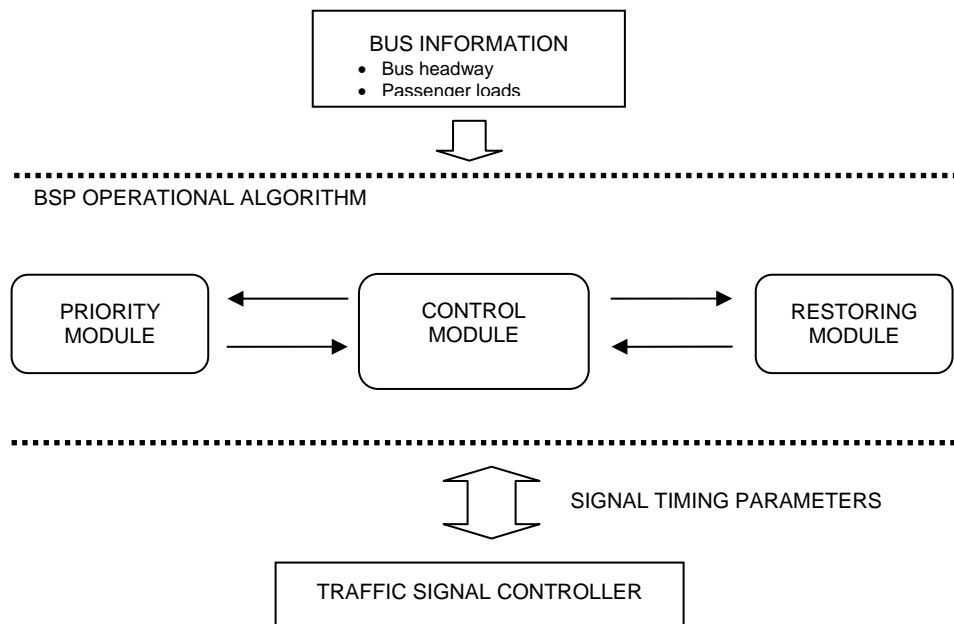 BUS INFORMATION
• Bus headway
• Passenger loads
BSP OPERATIONAL ALGORITHM
PRIORITY
MODULE
CONTROL
MODULE
RESTORING
MODULE
SIGNAL TIMING PARAMETERS
TRAFFIC SIGNAL CONTROLLER